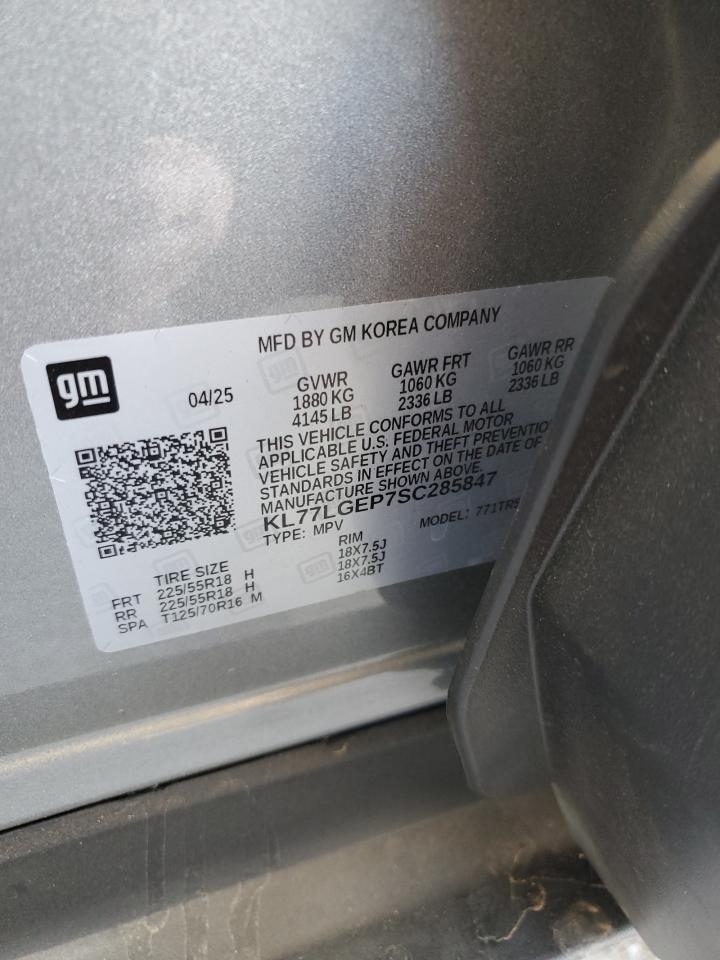 MFD BY GM KOREA COMPANY
gm
04/25
GVWR GAWR FRT GAWR RR
1880 KG 1060 KG 1060 KG
4145 LB 2336 LB 2336 LB
THIS VEHICLE CONFORMS TO ALL
APPLICABLE U.S. FEDERAL MOTOR
VEHICLE SAFETY AND THEFT PREVENTIO
STANDARDS IN EFFECT ON THE DATE OF
MANUFACTURE SHOWN ABOVE.
KL77LGEP7SC285847
TYPE: MPV MODEL: 771TR5
TIRE SIZE RIM
FRT 225/55R18 H 18X7.5J
RR 225/55R18 H 18X7.5J
SPA T125/70R16 M 16X4BT